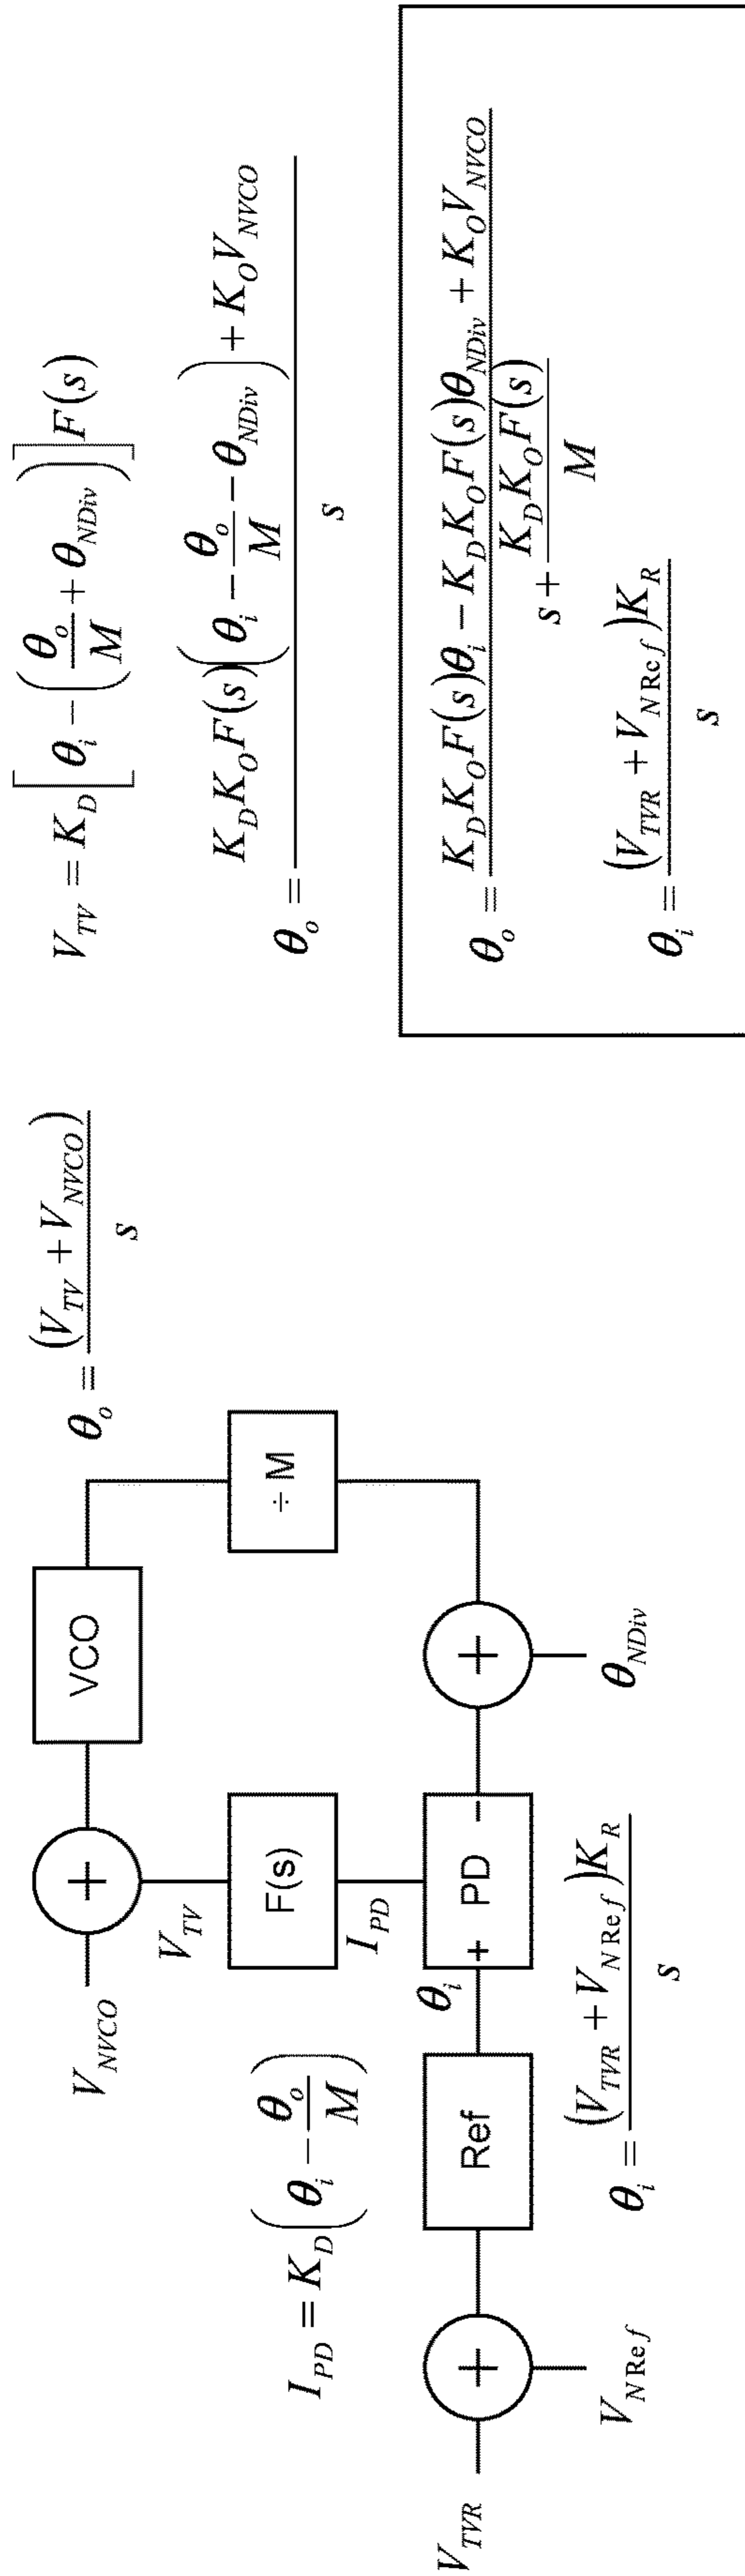 θ_o = (V_TV + V_NVCO) / s
VCO
V_NVCO
+
V_TV
F(s)
÷ M
I_PD = K_D (θ_i − θ_o / M)
I_PD
θ_i
V_TVR
+
Ref
+ PD −
+
V_NRef
θ_NDiv
θ_i = (V_TVR + V_NRef) K_R / s
V_TV = K_D [θ_i − (θ_o / M + θ_NDiv)] F(s)
θ_o = (K_D K_O F(s) (θ_i − θ_o / M − θ_NDiv) + K_O V_NVCO) / s
θ_o = (K_D K_O F(s) θ_i − K_D K_O F(s) θ_NDiv + K_O V_NVCO) / (s + K_D K_O F(s) / M)
θ_i = (V_TVR + V_NRef) K_R / s